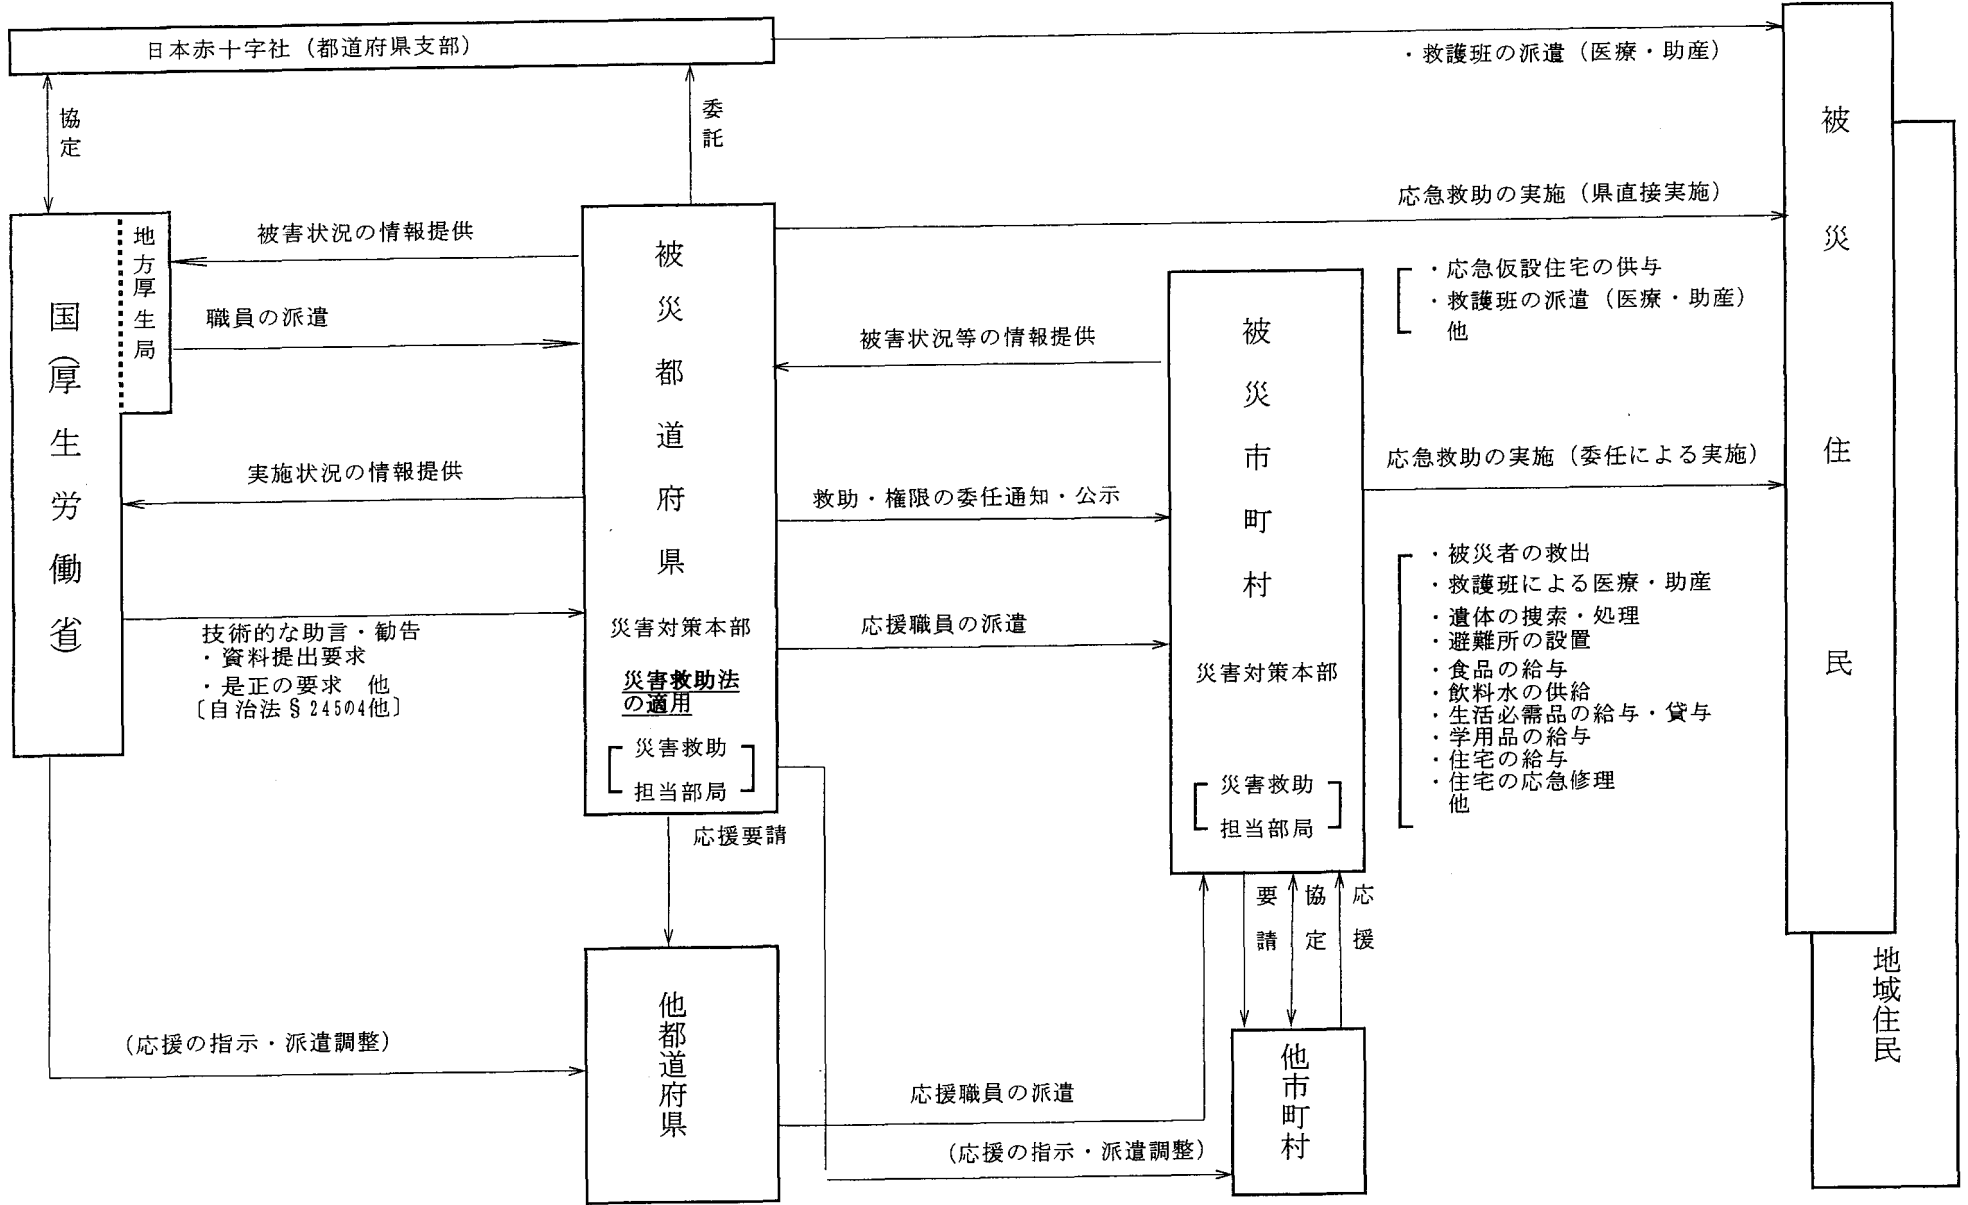 日本赤十字社（都道府県支部）
・救護班の派遣（医療・助産）
協定
委託
被災住民
地域住民
国（厚生労働省）
地方厚生局
被害状況の情報提供
職員の派遣
実施状況の情報提供
技術的な助言・勧告
・資料提出要求
・是正の要求　他
〔自治法§245の4他〕
被災都道府県
災害対策本部
災害救助法
の適用
災害救助
担当部局
応急救助の実施（県直接実施）
・応急仮設住宅の供与
・救護班の派遣（医療・助産）
他
被害状況等の情報提供
救助・権限の委任通知・公示
応援職員の派遣
被災市町村
災害対策本部
災害救助
担当部局
応急救助の実施（委任による実施）
・被災者の救出
・救護班による医療・助産
・遺体の捜索・処理
・避難所の設置
・食品の給与
・飲料水の供給
・生活必需品の給与・貸与
・学用品の給与
・住宅の給与
・住宅の応急修理
他
応援要請
要請
協定
応援
他都道府県
（応援の指示・派遣調整）
応援職員の派遣
（応援の指示・派遣調整）
他市町村